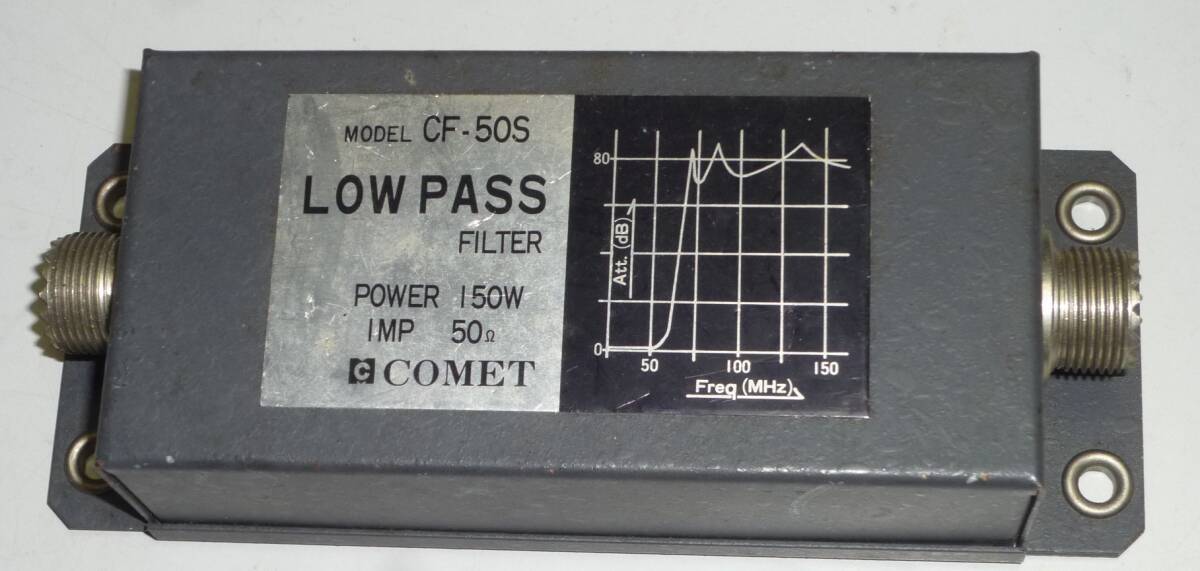 MODEL CF-50S
LOW PASS
FILTER
POWER 150W
IMP 50Ω
C COMET
80
Att. (dB)
0
50 100 150
Freq (MHz)